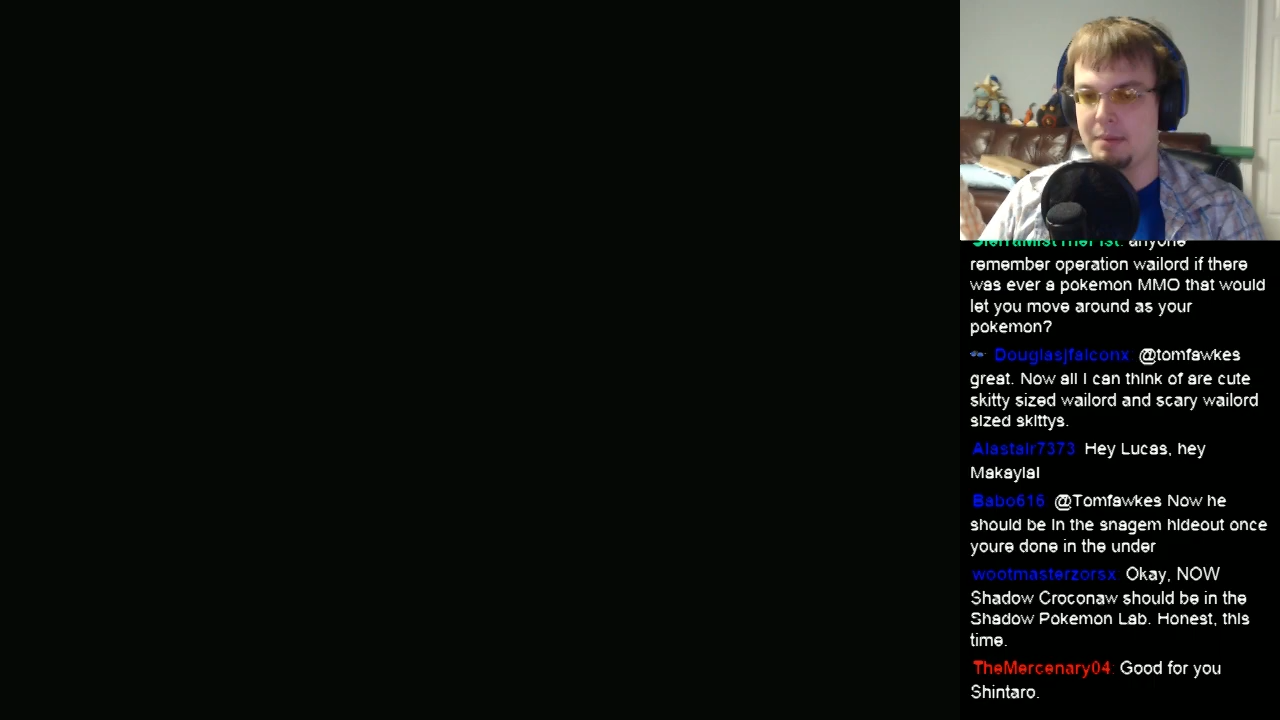 SierraMistTheFist: anyone
remember operation wailord if there
was ever a pokemon MMO that would
let you move around as your
pokemon?
Douglasjfalconx: @tomfawkes
great. Now all I can think of are cute
skitty sized wailord and scary wailord
sized skittys.
Alastair7373: Hey Lucas, hey
Makayla!
Babo616: @Tomfawkes Now he
should be in the snagem hideout once
youre done in the under
wootmasterzorsx: Okay, NOW
Shadow Croconaw should be in the
Shadow Pokemon Lab. Honest, this
time.
TheMercenary04: Good for you
Shintaro.